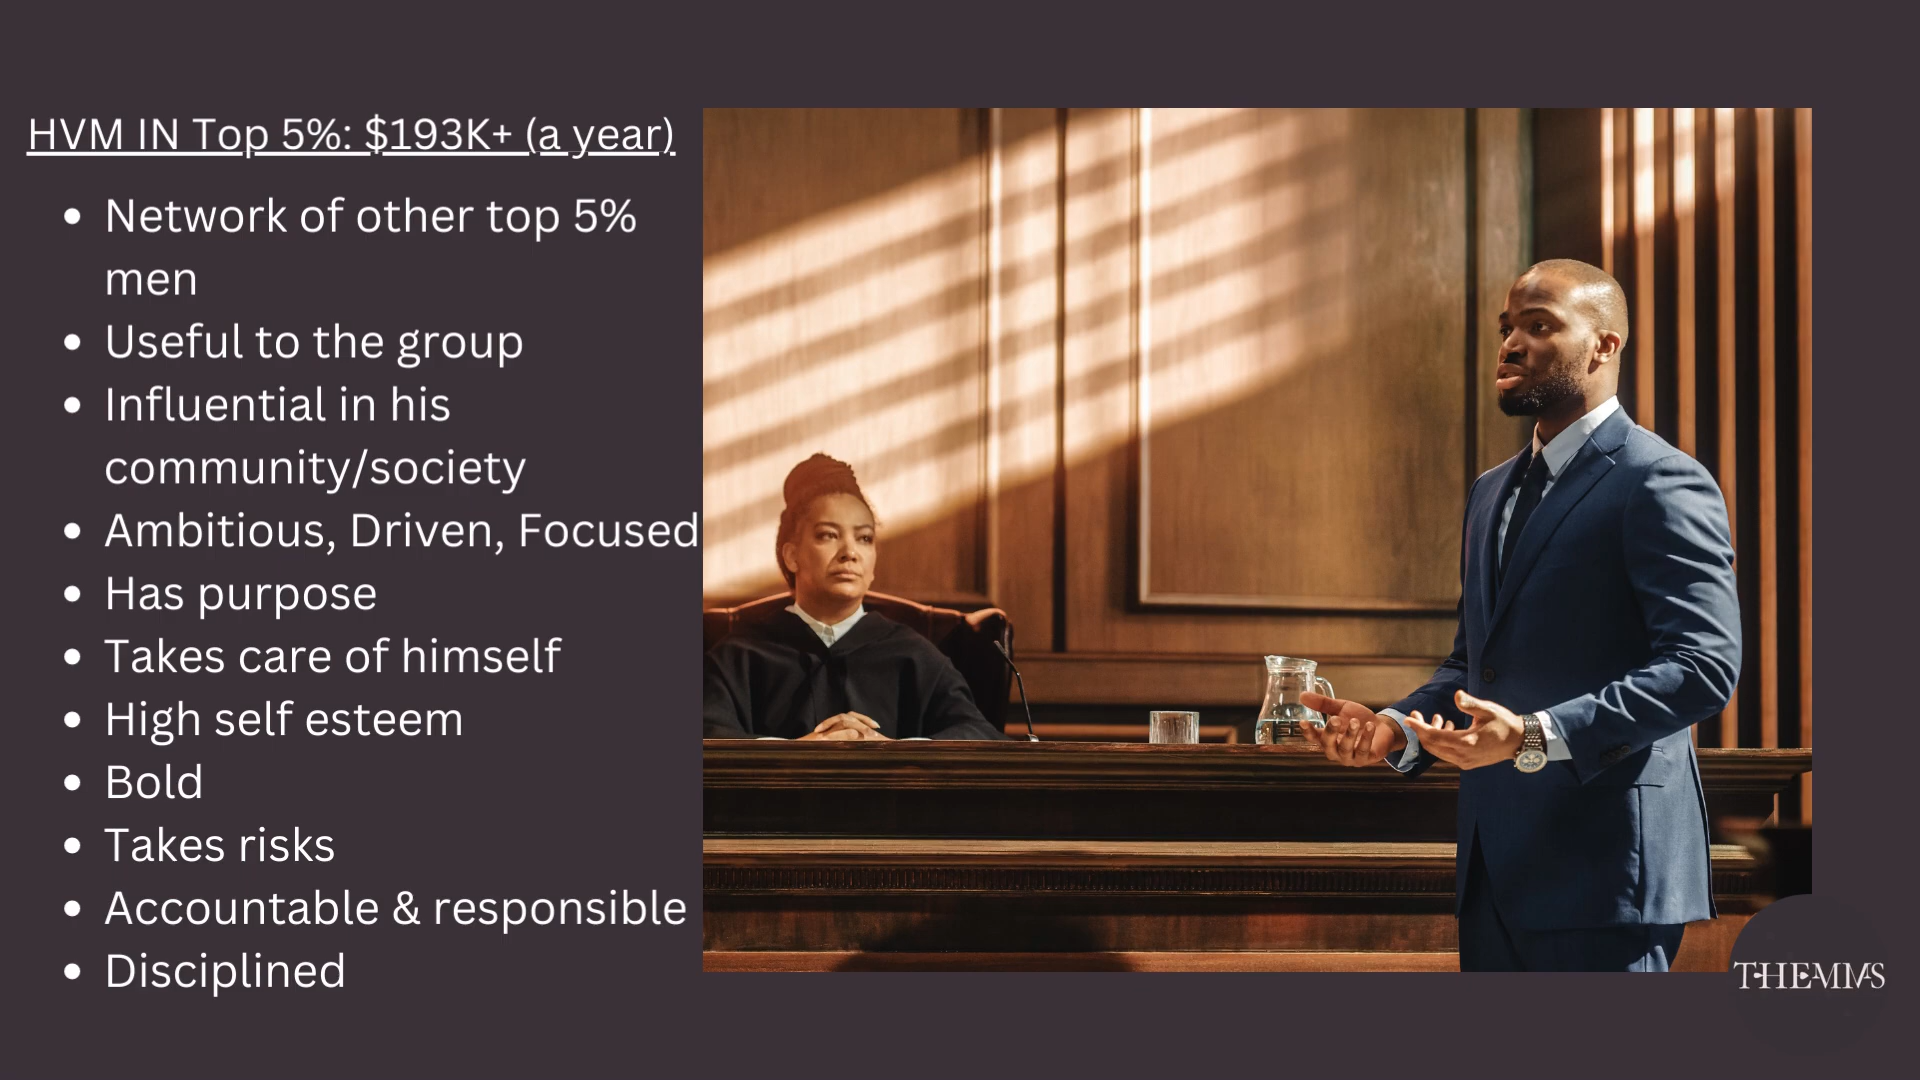 HVM IN Top 5%: $193K+ (a year)
• Network of other top 5%
men
• Useful to the group
• Influential in his
community/society
• Ambitious, Driven, Focused
• Has purpose
• Takes care of himself
• High self esteem
• Bold
• Takes risks
• Accountable & responsible
• Disciplined
THEMMS